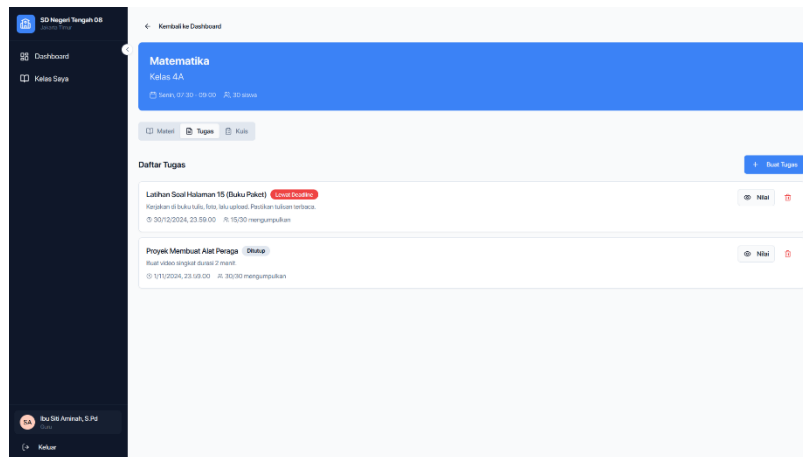 SD Negeri Tengah 08
Jakarta Timur
Dashboard
Kelas Saya
Kembali ke Dashboard
Matematika
Kelas 4A
Senin, 07:30 - 09:00 30 siswa
Materi Tugas Kuis
Daftar Tugas
+ Buat Tugas
Latihan Soal Halaman 15 (Buku Paket) Lewat Deadline
Kerjakan di buku tulis, foto, lalu upload. Pastikan tulisan terbaca.
30/12/2024, 23.59.00 15/30 mengumpulkan
Nilai
Proyek Membuat Alat Peraga Ditutup
Buat video singkat durasi 2 menit.
1/11/2024, 23.59.00 30/30 mengumpulkan
Nilai
SA
Ibu Siti Aminah, S.Pd
Guru
Keluar